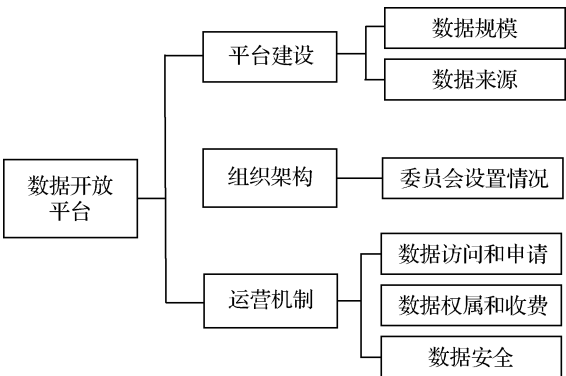 数据开放
平台
平台建设
数据规模
数据来源
组织架构
委员会设置情况
运营机制
数据访问和申请
数据权属和收费
数据安全